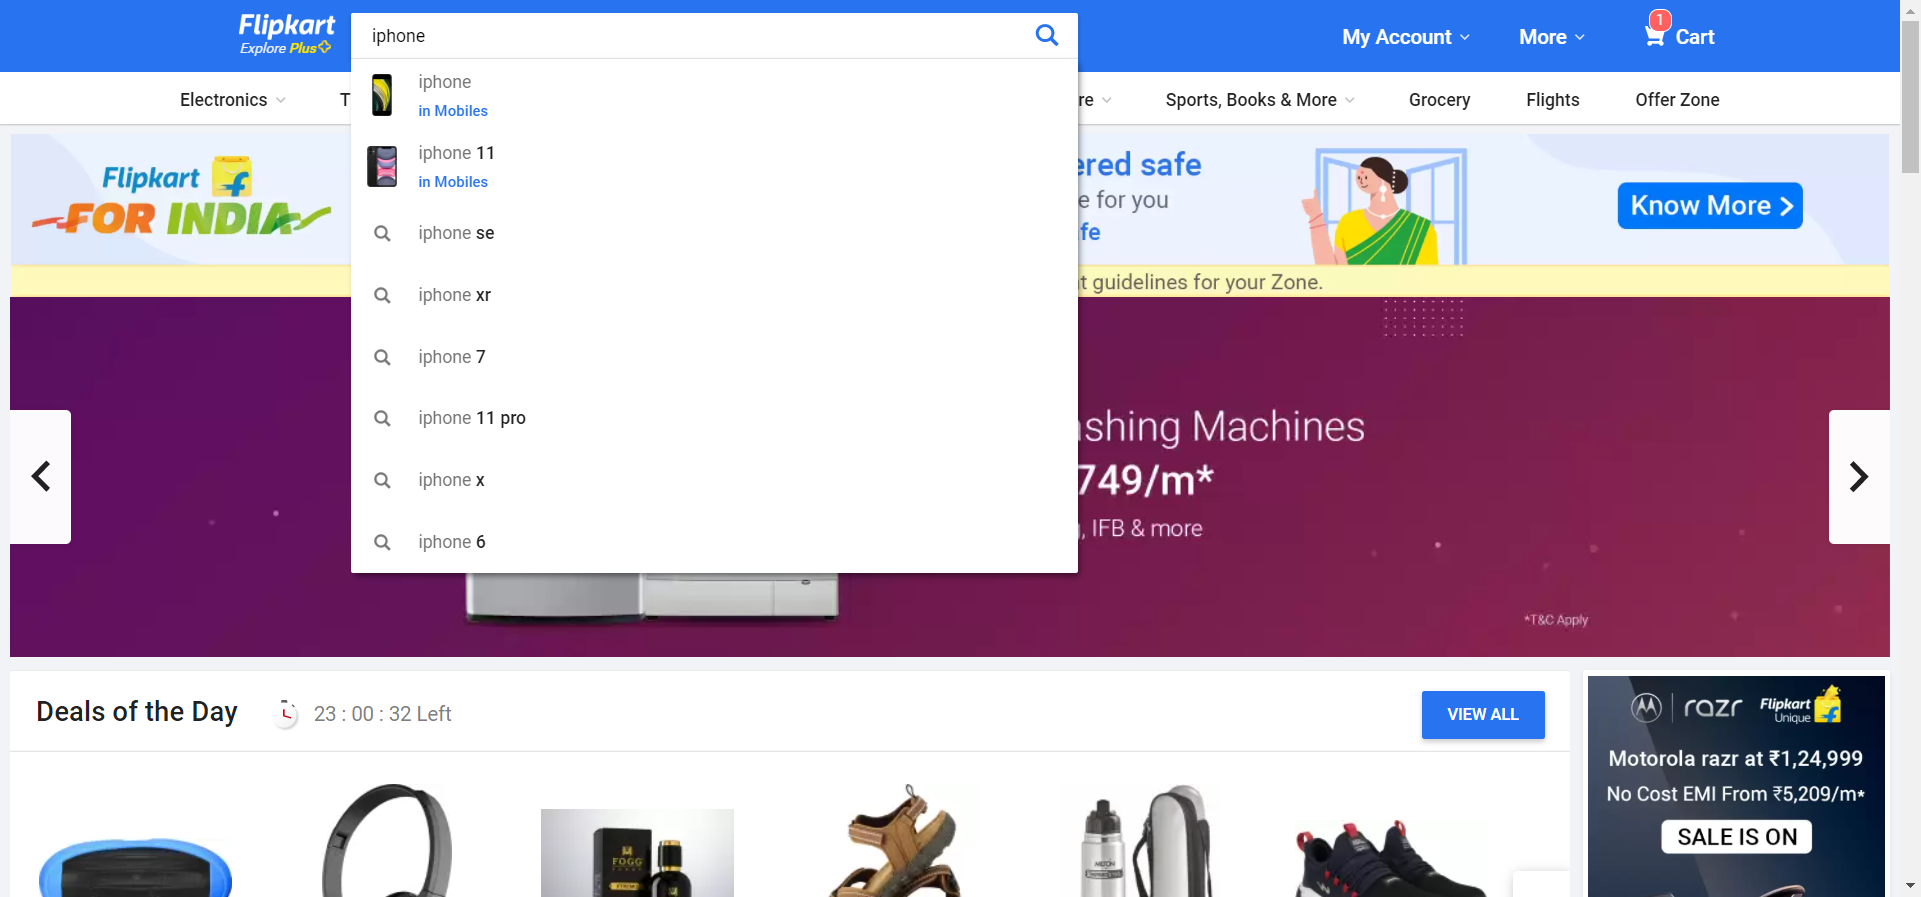 Flipkart
Explore Plus
iphone
My Account
More
1
Cart
Electronics
T
re
Sports, Books & More
Grocery
Flights
Offer Zone
iphone
in Mobiles
iphone 11
in Mobiles
iphone se
iphone xr
iphone 7
iphone 11 pro
iphone x
iphone 6
Flipkart
FOR INDIA
ered safe
e for you
fe
Know More
t guidelines for your Zone.
ashing Machines
749/m*
, IFB & more
*T&C Apply
Deals of the Day
23 : 00 : 32 Left
VIEW ALL
FOGG
MILTON
razr
Flipkart
Unique
Motorola razr at ₹1,24,999
No Cost EMI From ₹5,209/m*
SALE IS ON